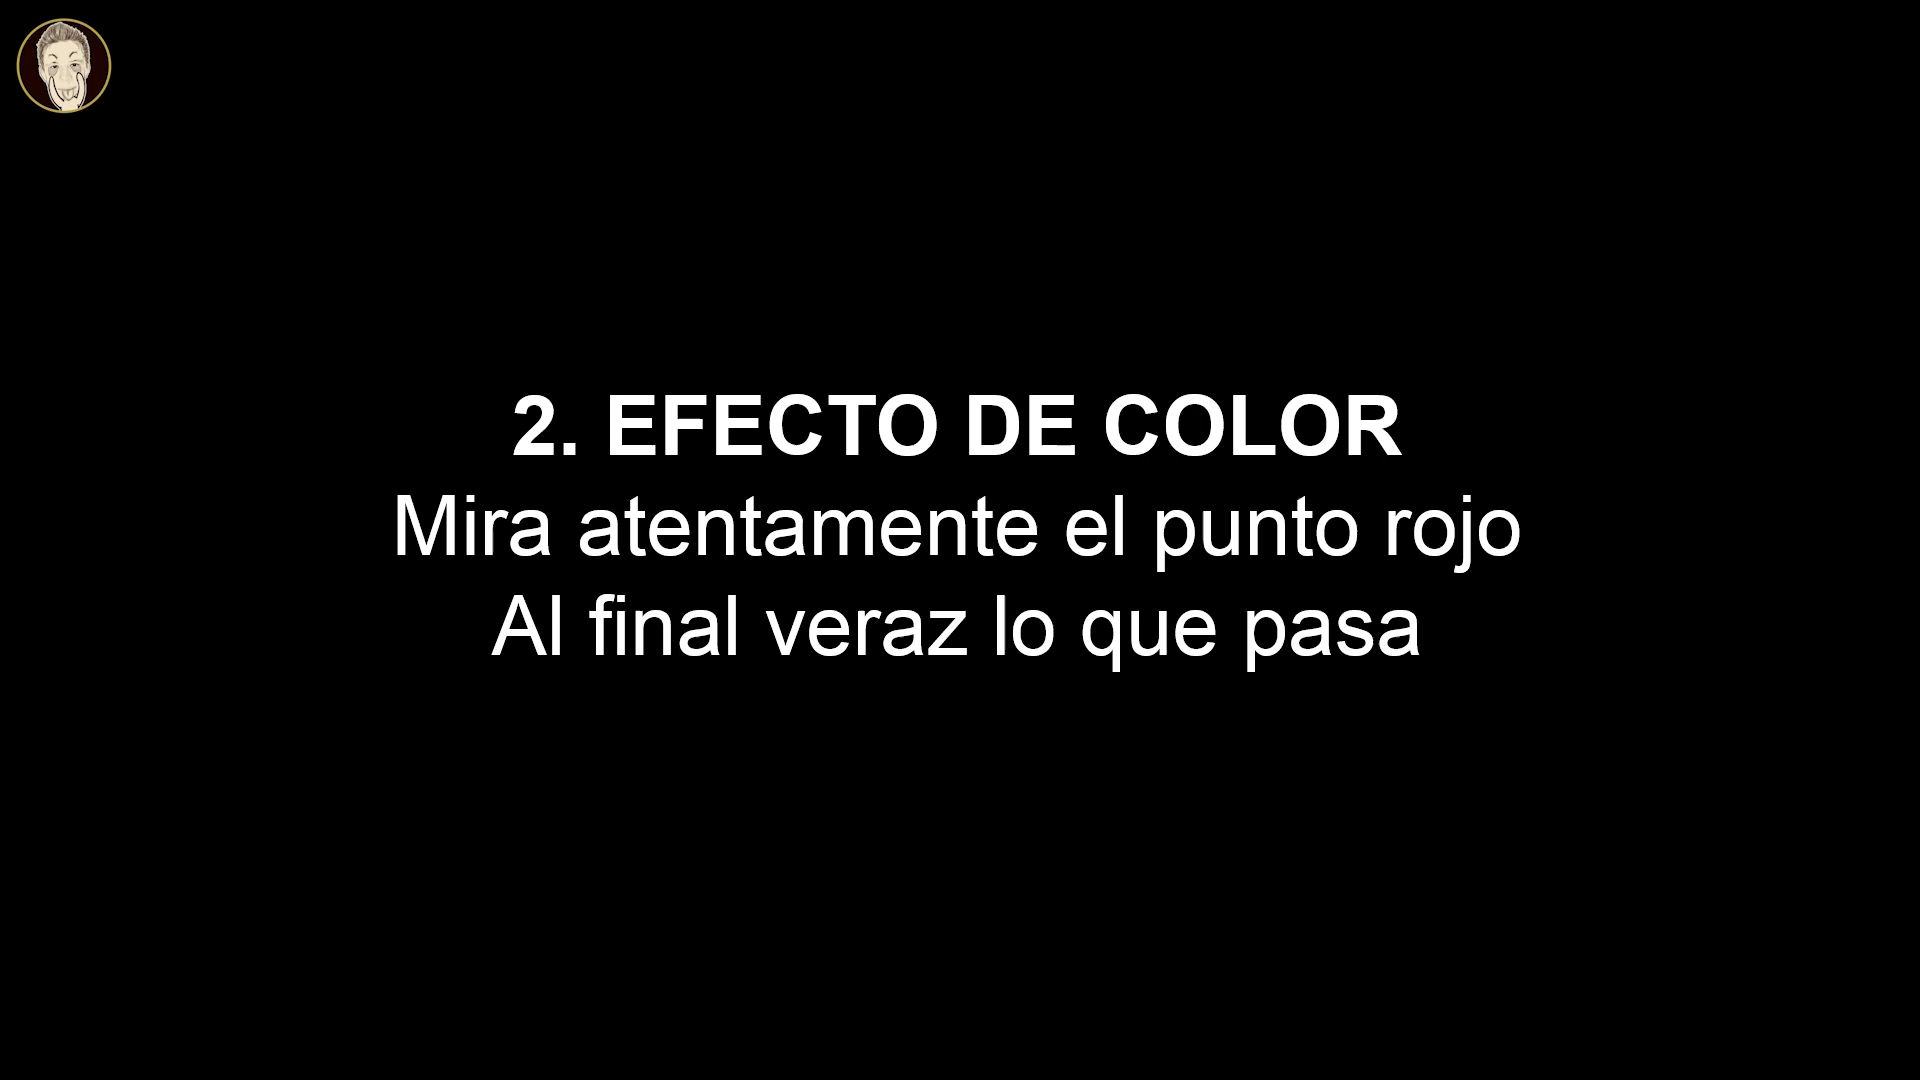 2. EFECTO DE COLOR
Mira atentamente el punto rojo
Al final veraz lo que pasa